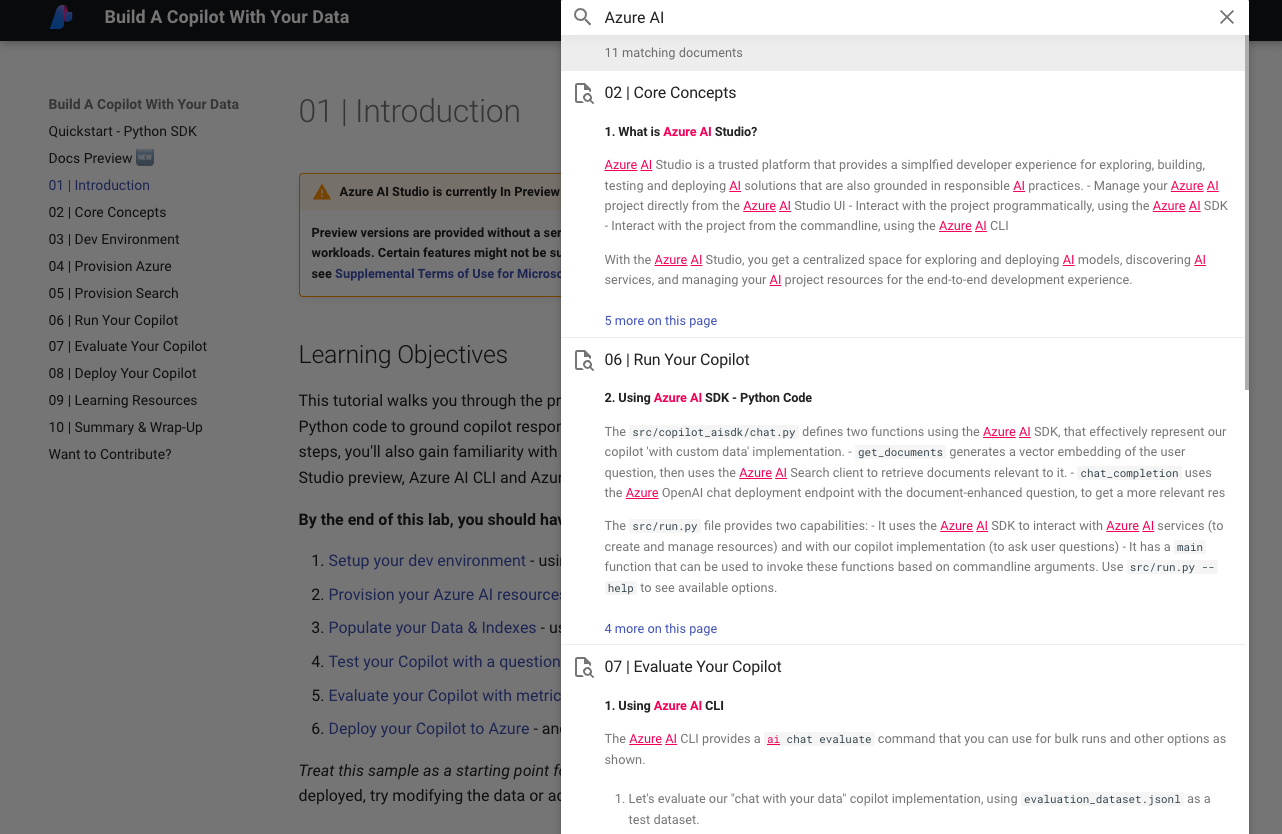 Build A Copilot With Your Data
Azure AI
11 matching documents
Build A Copilot With Your Data
Quickstart - Python SDK
Docs Preview 🆕
01 | Introduction
02 | Core Concepts
03 | Dev Environment
04 | Provision Azure
05 | Provision Search
06 | Run Your Copilot
07 | Evaluate Your Copilot
08 | Deploy Your Copilot
09 | Learning Resources
10 | Summary & Wrap-Up
Want to Contribute?
01 | Introduction
Azure AI Studio is currently In Preview
Preview versions are provided without a ser
workloads. Certain features might not be su
see Supplemental Terms of Use for Microso
Learning Objectives
This tutorial walks you through the pr
Python code to ground copilot respor
steps, you'll also gain familiarity with
Studio preview, Azure AI CLI and Azur
By the end of this lab, you should hav
1. Setup your dev environment - usi
2. Provision your Azure AI resources
3. Populate your Data & Indexes - us
4. Test your Copilot with a question
5. Evaluate your Copilot with metric
6. Deploy your Copilot to Azure - and
Treat this sample as a starting point fo
deployed, try modifying the data or ad
02 | Core Concepts
1. What is Azure AI Studio?
Azure AI Studio is a trusted platform that provides a simplfied developer experience for exploring, building,
testing and deploying AI solutions that are also grounded in responsible AI practices. - Manage your Azure AI
project directly from the Azure AI Studio UI - Interact with the project programmatically, using the Azure AI SDK
- Interact with the project from the commandline, using the Azure AI CLI
With the Azure AI Studio, you get a centralized space for exploring and deploying AI models, discovering AI
services, and managing your AI project resources for the end-to-end development experience.
5 more on this page
06 | Run Your Copilot
2. Using Azure AI SDK - Python Code
The src/copilot_aisdk/chat.py defines two functions using the Azure AI SDK, that effectively represent our
copilot 'with custom data' implementation. - get_documents generates a vector embedding of the user
question, then uses the Azure AI Search client to retrieve documents relevant to it. - chat_completion uses
the Azure OpenAI chat deployment endpoint with the document-enhanced question, to get a more relevant res
The src/run.py file provides two capabilities: - It uses the Azure AI SDK to interact with Azure AI services (to
create and manage resources) and with our copilot implementation (to ask user questions) - It has a main
function that can be used to invoke these functions based on commandline arguments. Use src/run.py --
help to see available options.
4 more on this page
07 | Evaluate Your Copilot
1. Using Azure AI CLI
The Azure AI CLI provides a ai chat evaluate command that you can use for bulk runs and other options as
shown.
1. Let's evaluate our "chat with your data" copilot implementation, using evaluation_dataset.jsonl as a
test dataset.